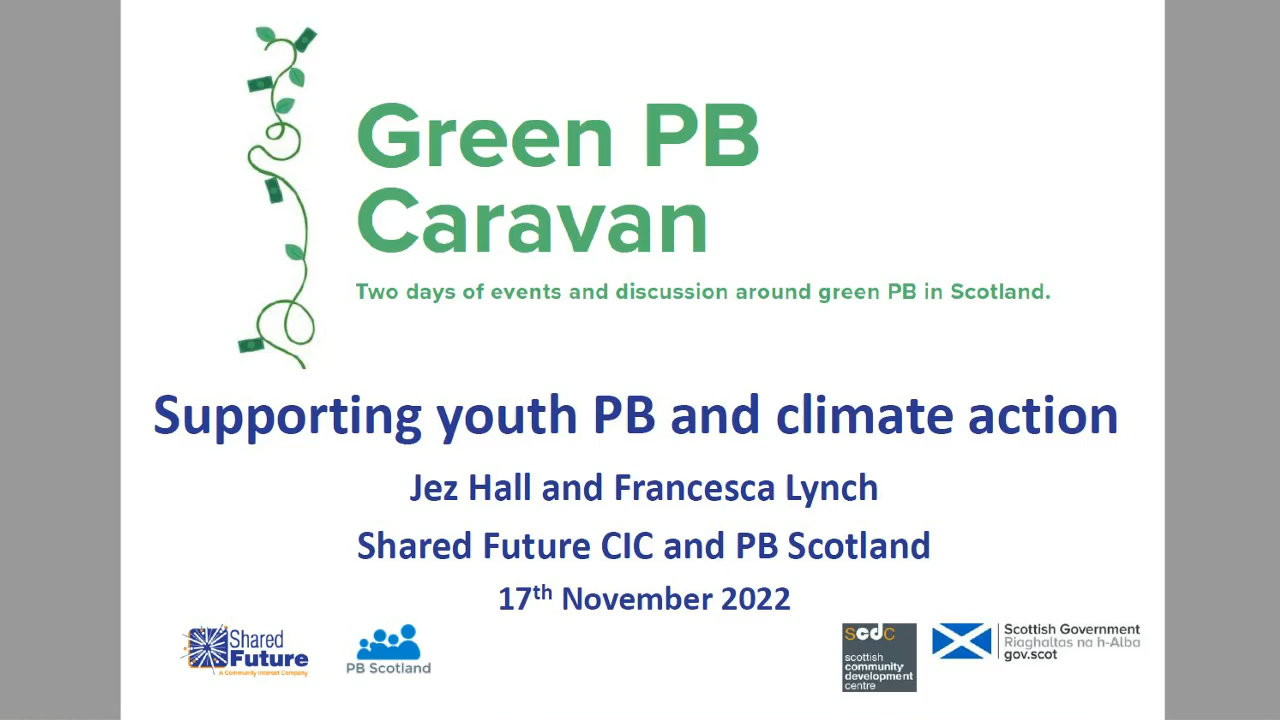 Green PB
Caravan
Two days of events and discussion around green PB in Scotland.
Supporting youth PB and climate action
Jez Hall and Francesca Lynch
Shared Future CIC and PB Scotland
17th November 2022
Shared
Future
A Community Interest Company
PB Scotland
scdc
scottish
community
development
centre
Scottish Government
Riaghaltas na h-Alba
gov.scot